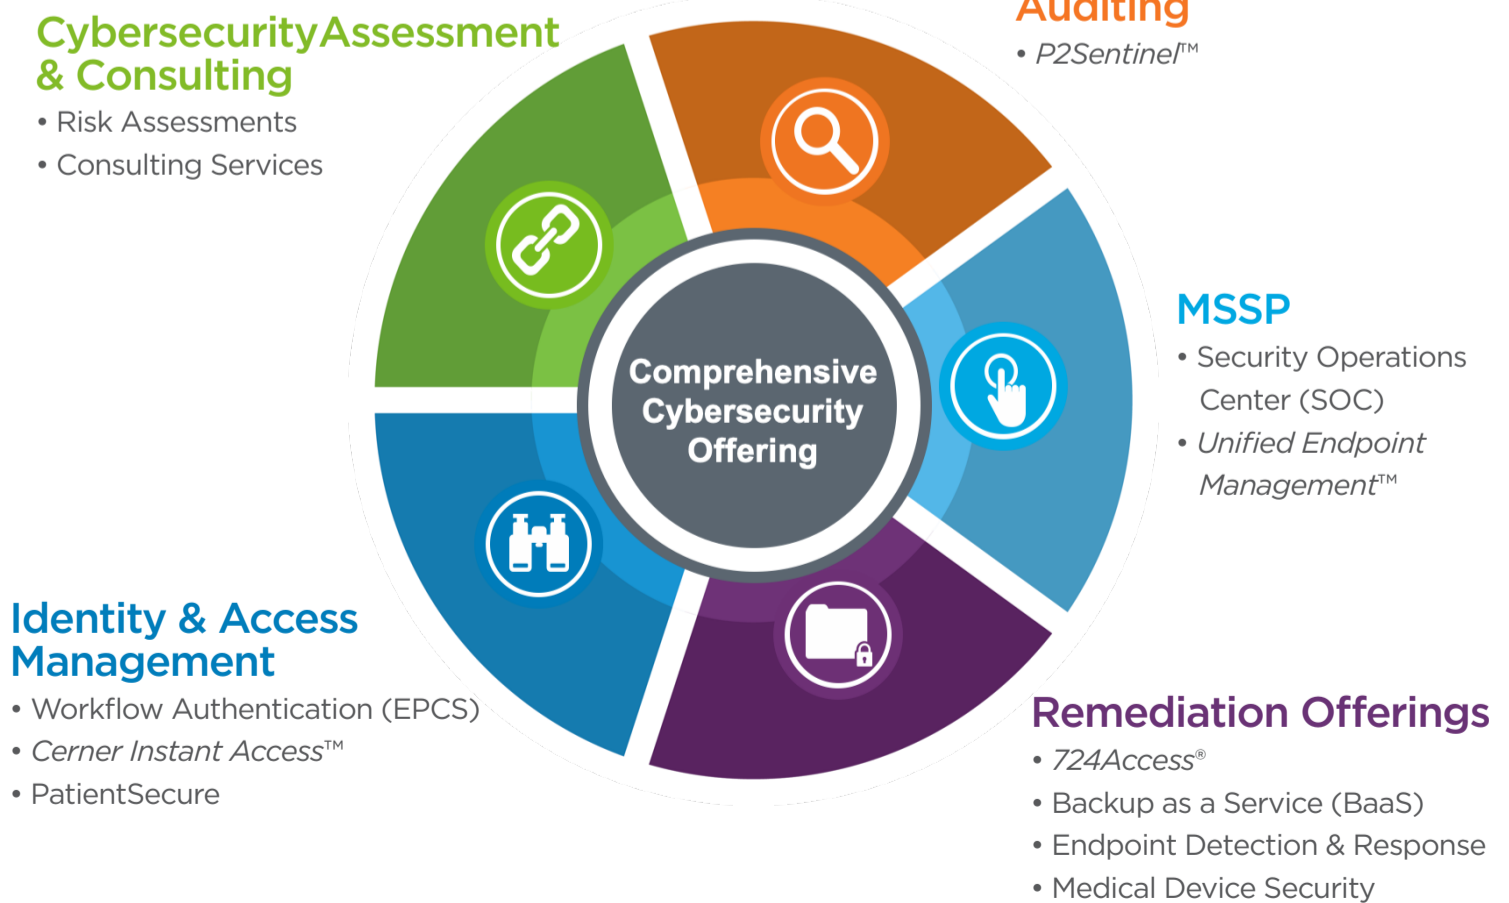 Cybersecurity Assessment
& Consulting
• Risk Assessments
• Consulting Services
Auditing
• P2Sentinel™
Comprehensive
Cybersecurity
Offering
MSSP
• Security Operations
Center (SOC)
• Unified Endpoint
Management™
Identity & Access
Management
• Workflow Authentication (EPCS)
• Cerner Instant Access™
• PatientSecure
Remediation Offerings
• 724Access®
• Backup as a Service (BaaS)
• Endpoint Detection & Response
• Medical Device Security